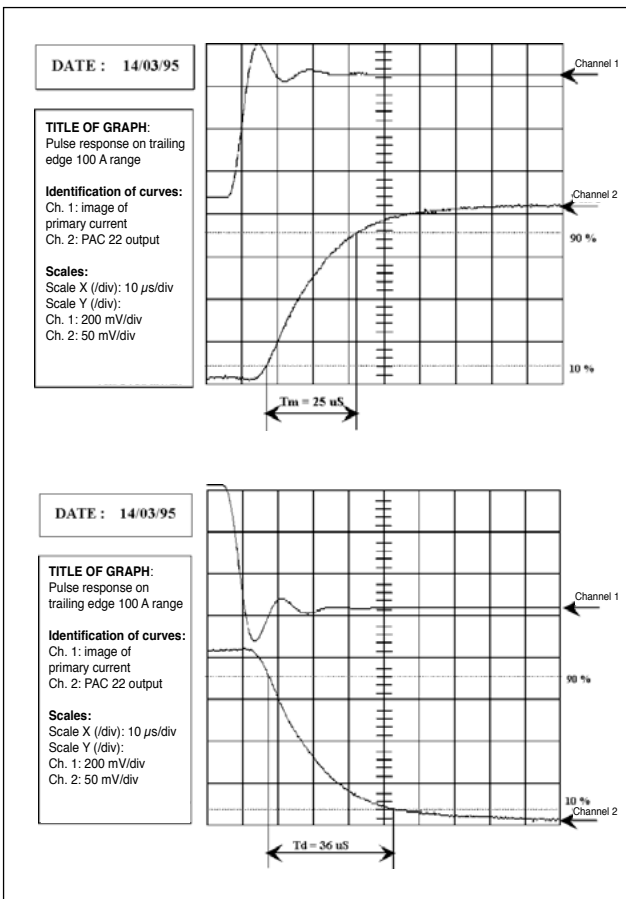 DATE : 14/03/95
TITLE OF GRAPH:
Pulse response on trailing
edge 100 A range
Identification of curves:
Ch. 1: image of
primary current
Ch. 2: PAC 22 output
Scales:
Scale X (/div): 10 µs/div
Scale Y (/div):
Ch. 1: 200 mV/div
Ch. 2: 50 mV/div
Channel 1
Channel 2
90 %
10 %
Tm = 25 uS
DATE : 14/03/95
TITLE OF GRAPH:
Pulse response on
trailing edge 100 A range
Identification of curves:
Ch. 1: image of
primary current
Ch. 2: PAC 22 output
Scales:
Scale X (/div): 10 µs/div
Scale Y (/div):
Ch. 1: 200 mV/div
Ch. 2: 50 mV/div
Channel 1
90 %
10 %
Channel 2
Td = 36 uS